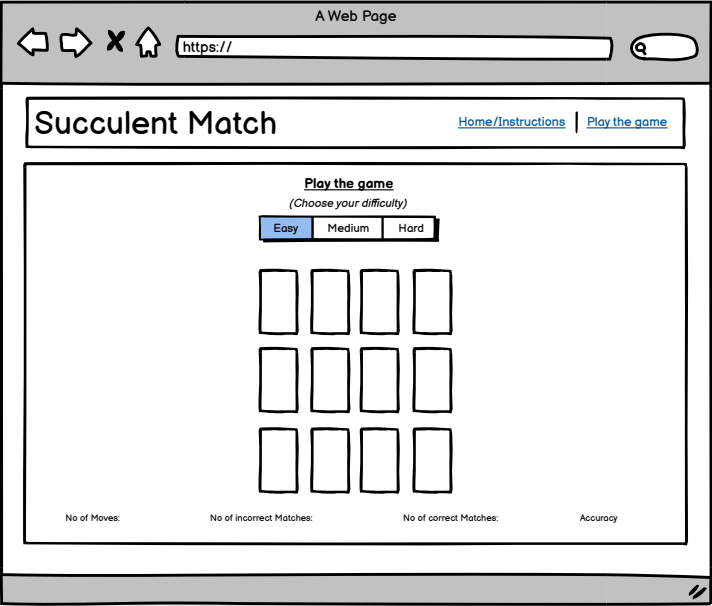 A Web Page
https://
Succulent Match
Home/Instructions | Play the game
Play the game
(Choose your difficulty)
Easy Medium Hard
No of Moves: No of incorrect Matches: No of correct Matches: Accuracy